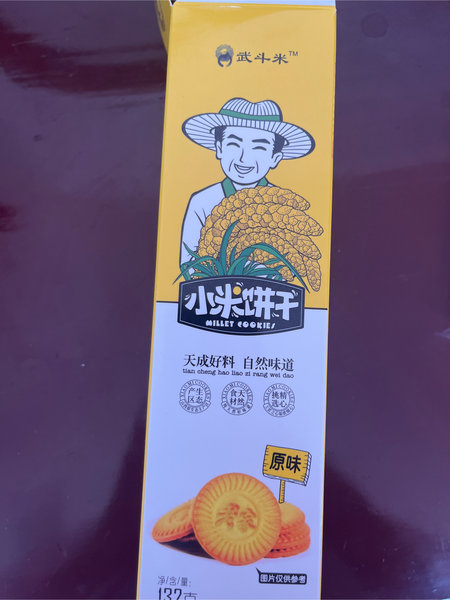 武斗米™
小米饼干
MILLET COOKIES
天成好料 自然味道
tian cheng hao liao zi rang wei dao
产生
区态
食天
材然
挑精
选心
原味
净/含/量:
132克
图片仅供参考